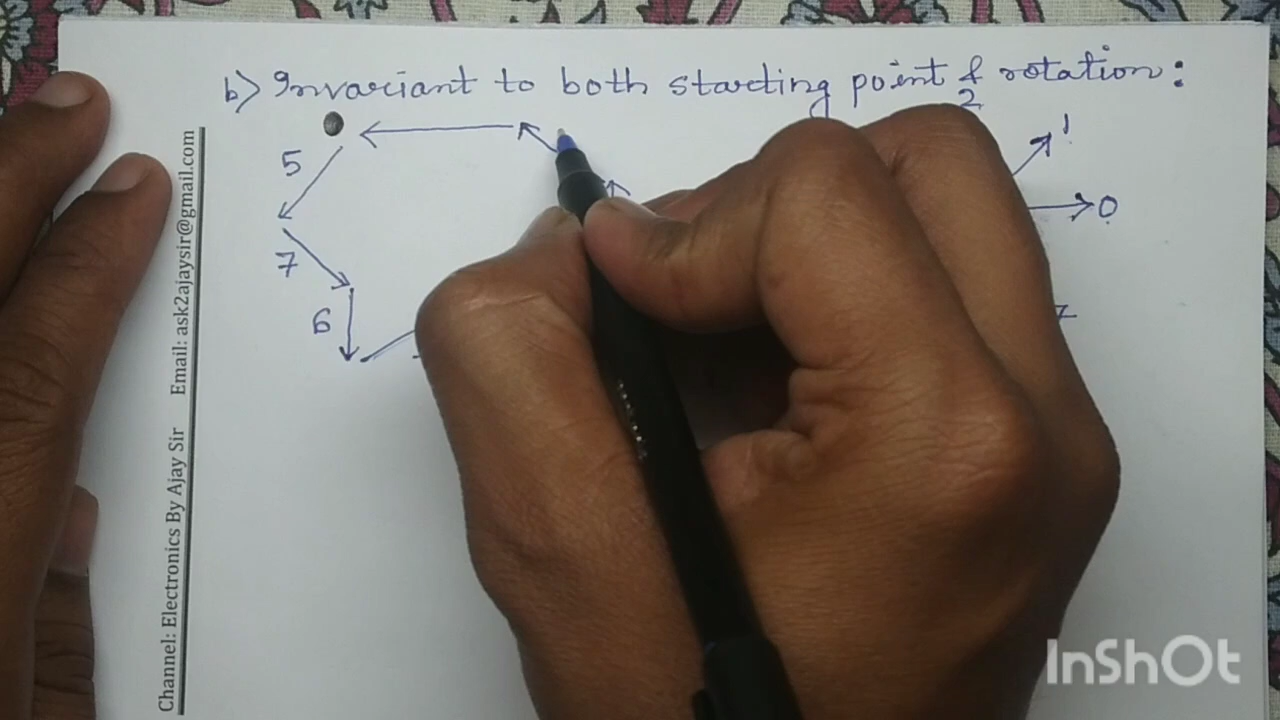 b) Invariant to both starting point & rotation:
2
1
5
0
7
6
Channel: Electronics By Ajay Sir Email: ask2ajaysir@gmail.com
InShOt